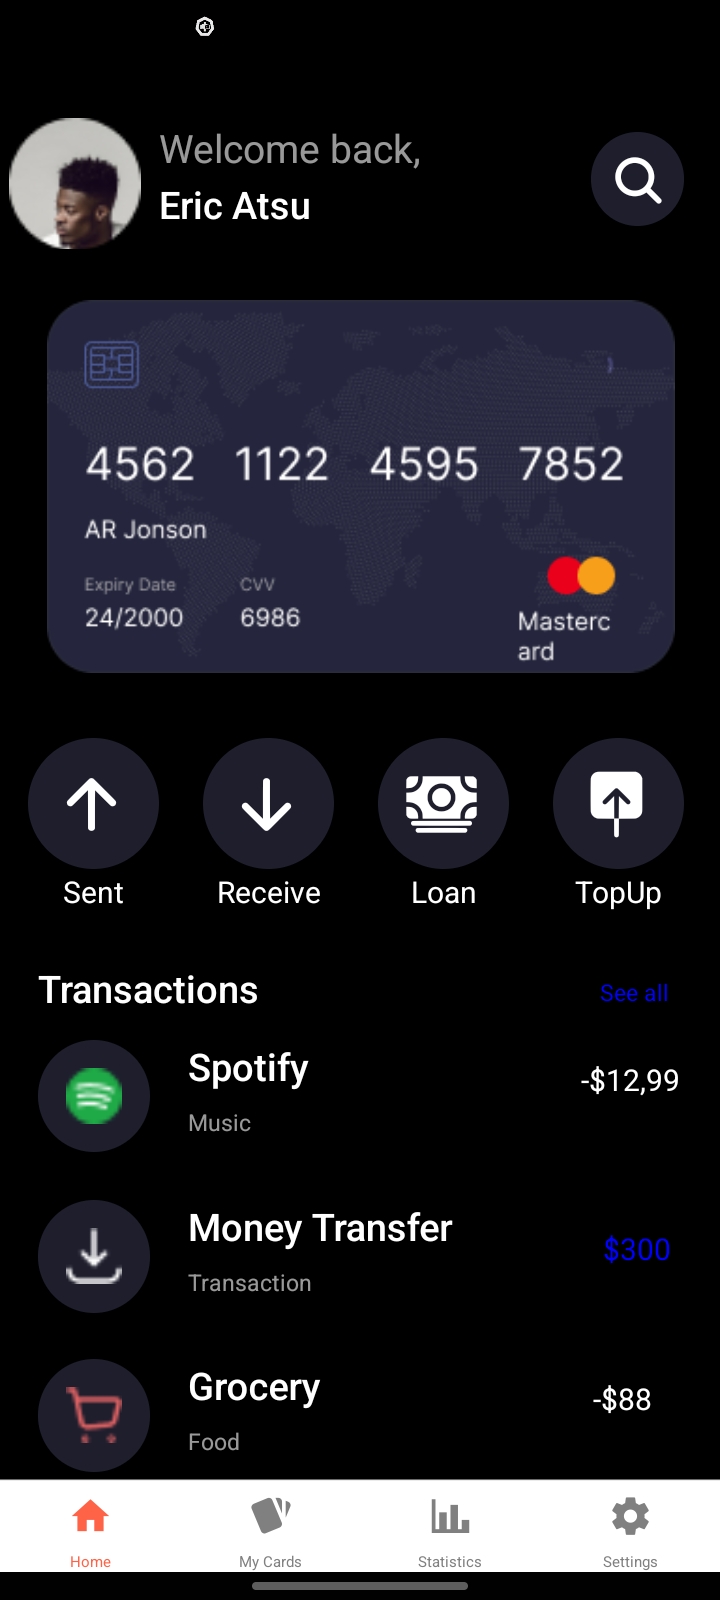 Welcome back,
Eric Atsu
4562 1122 4595 7852
AR Jonson
Expiry Date CVV
24/2000 6986
Masterc
ard
Sent Receive Loan TopUp
Transactions See all
Spotify -$12,99
Music
Money Transfer $300
Transaction
Grocery -$88
Food
Home My Cards Statistics Settings